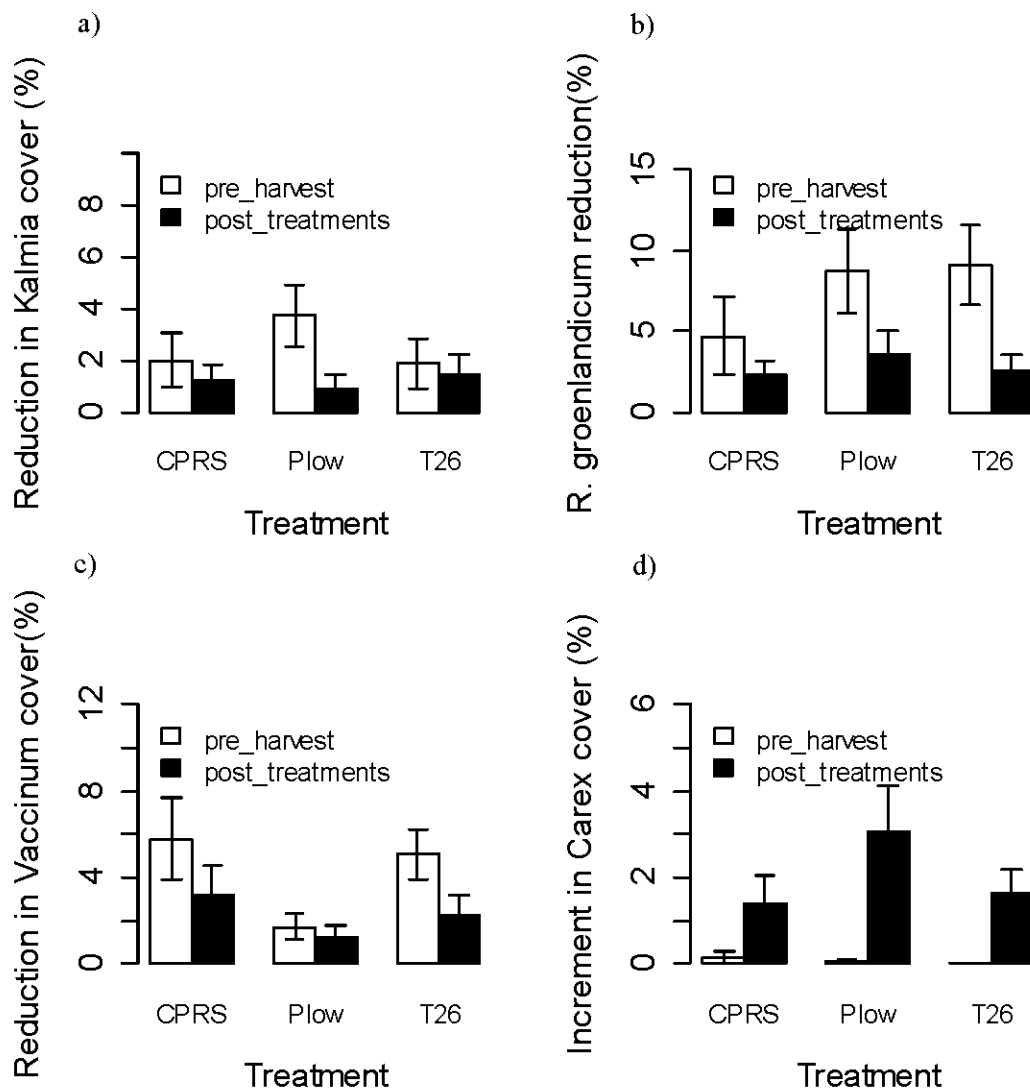 a)
Reduction in Kalmia cover (%)
8
6
4
2
0
pre_harvest
post_treatments
CPRS Plow T26
Treatment
b)
R. groenlandicum reduction(%)
15
10
5
0
pre_harvest
post_treatments
CPRS Plow T26
Treatment
c)
Reduction in Vaccinum cover(%)
12
8
4
0
pre_harvest
post_treatments
CPRS Plow T26
Treatment
d)
Increment in Carex cover (%)
6
4
2
0
pre_harvest
post_treatments
CPRS Plow T26
Treatment